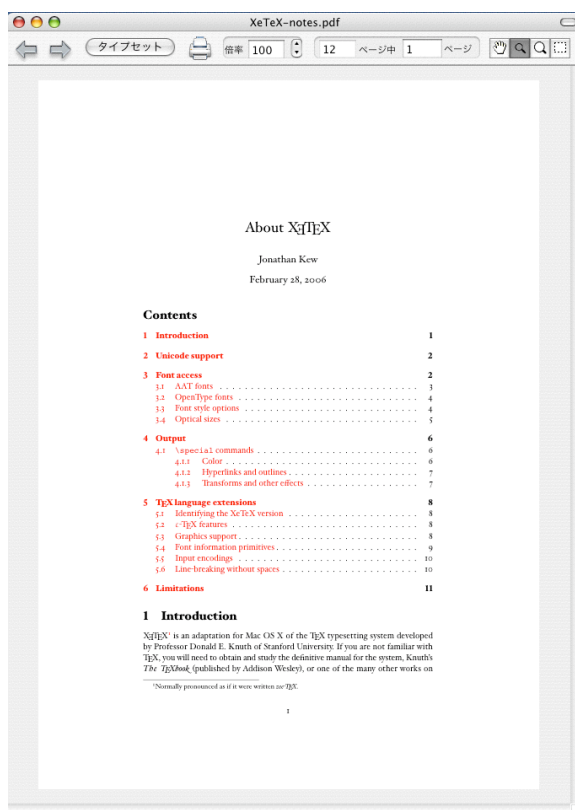 XeTeX-notes.pdf
タイプセット 倍率 100 12 ページ中 1 ページ
About XƎTEX
Jonathan Kew
February 28, 2006
Contents
1 Introduction 1
2 Unicode support 2
3 Font access 2
3.1 AAT fonts . . . . . . . . . . . . . . . . . . . . . . . . . . . . . . 3
3.2 OpenType fonts . . . . . . . . . . . . . . . . . . . . . . . . . . . 4
3.3 Font style options . . . . . . . . . . . . . . . . . . . . . . . . . . 4
3.4 Optical sizes . . . . . . . . . . . . . . . . . . . . . . . . . . . . . 5
4 Output 6
4.1 \special commands . . . . . . . . . . . . . . . . . . . . . . . . 6
4.1.1 Color . . . . . . . . . . . . . . . . . . . . . . . . . . . . . 6
4.1.2 Hyperlinks and outlines . . . . . . . . . . . . . . . . . . . 7
4.1.3 Transforms and other effects . . . . . . . . . . . . . . . . 7
5 TEX language extensions 8
5.1 Identifying the XeTeX version . . . . . . . . . . . . . . . . . . . 8
5.2 ε-TEX features . . . . . . . . . . . . . . . . . . . . . . . . . . . . 8
5.3 Graphics support . . . . . . . . . . . . . . . . . . . . . . . . . . . 8
5.4 Font information primitives . . . . . . . . . . . . . . . . . . . . . 9
5.5 Input encodings . . . . . . . . . . . . . . . . . . . . . . . . . . . 10
5.6 Line-breaking without spaces . . . . . . . . . . . . . . . . . . . . 10
6 Limitations 11
1 Introduction
XƎTEX¹ is an adaptation for Mac OS X of the TEX typesetting system developed
by Professor Donald E. Knuth of Stanford University. If you are not familiar with
TEX, you will need to obtain and study the definitive manual for the system, Knuth's
The TEXbook (published by Addison Wesley), or one of the many other works on
¹Normally pronounced as if it were written zee-TEX.
1